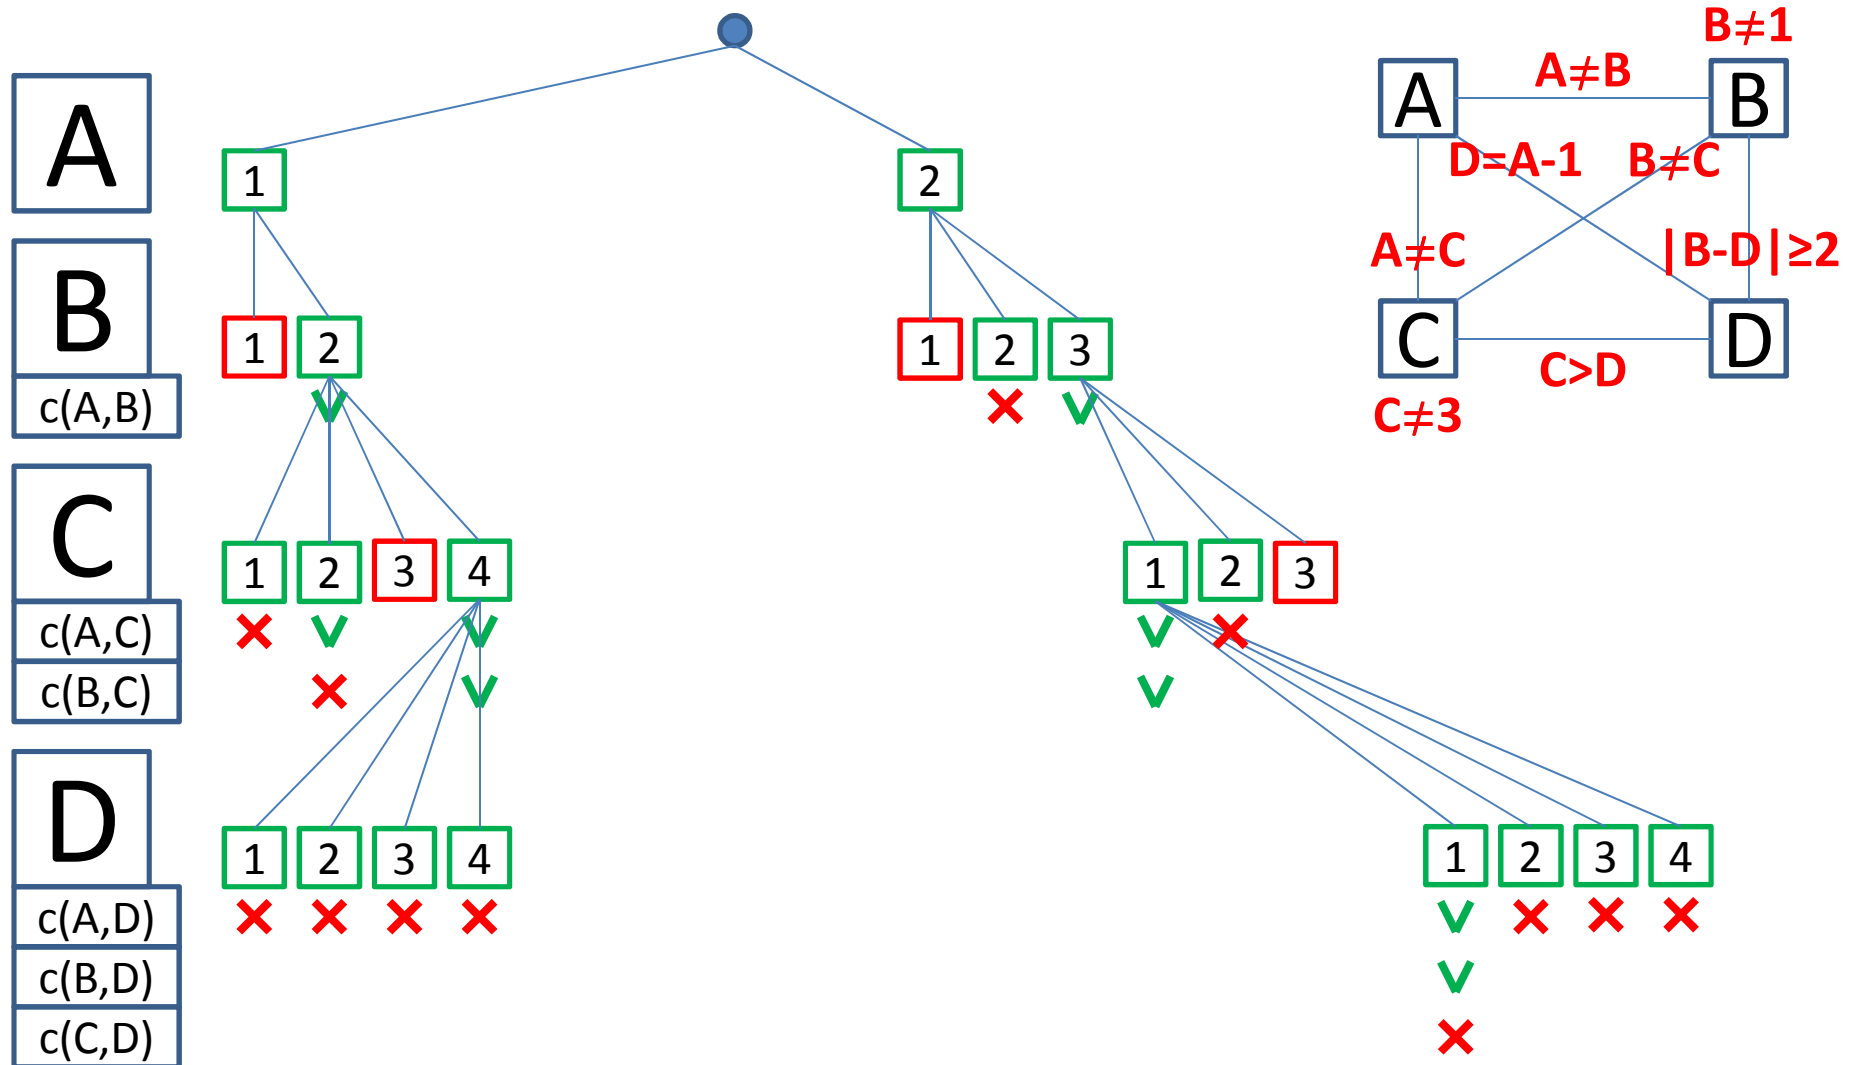 B≠1
A≠B
A
A B
D=A-1 B≠C
1 2
A≠C |B-D|≥2
B
1 2 1 2 3
C D
C>D
c(A,B)
C≠3
C
1 2 3 4 1 2 3
c(A,C)
c(B,C)
D
1 2 3 4 1 2 3 4
c(A,D)
c(B,D)
c(C,D)